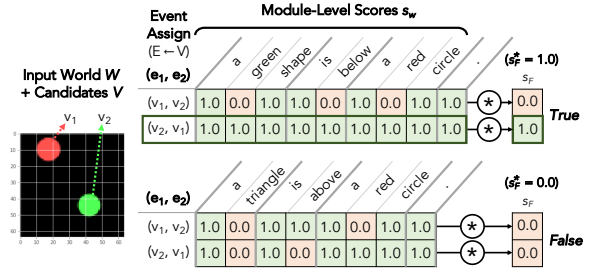 Event Assign
(E ← V)
(e₁, e₂)
Module-Level Scores s_w
a green shape is below a red circle .
(s*_F = 1.0)
s_F
(v₁, v₂) 1.0 0.0 1.0 1.0 0.0 1.0 0.0 1.0 1.0 * 0.0
(v₂, v₁) 1.0 1.0 1.0 1.0 1.0 1.0 1.0 1.0 1.0 * 1.0
True
Input World W
+ Candidates V
v₁ v₂
0
10
20
30
40
50
60
0 10 20 30 40 50 60
(e₁, e₂)
a triangle is above a red circle .
(s*_F = 0.0)
s_F
(v₁, v₂) 1.0 0.0 1.0 1.0 1.0 0.0 1.0 1.0 * 0.0
(v₂, v₁) 1.0 0.0 1.0 0.0 1.0 1.0 1.0 1.0 * 0.0
False